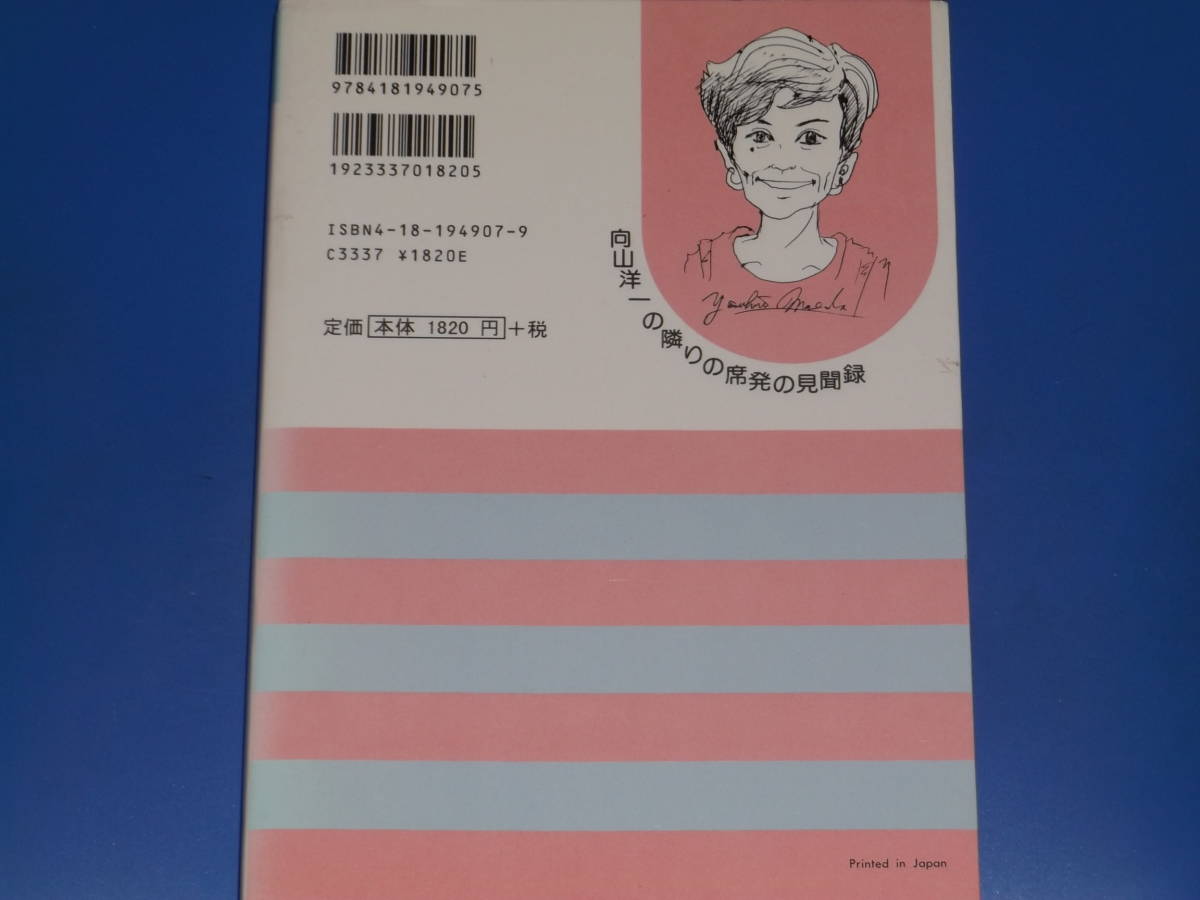 9784181949075
1923337018205
ISBN4-18-194907-9
C3337 ¥1820E
定価 本体 1820 円 +税
向山洋一の隣りの席発の見聞録
Printed in Japan